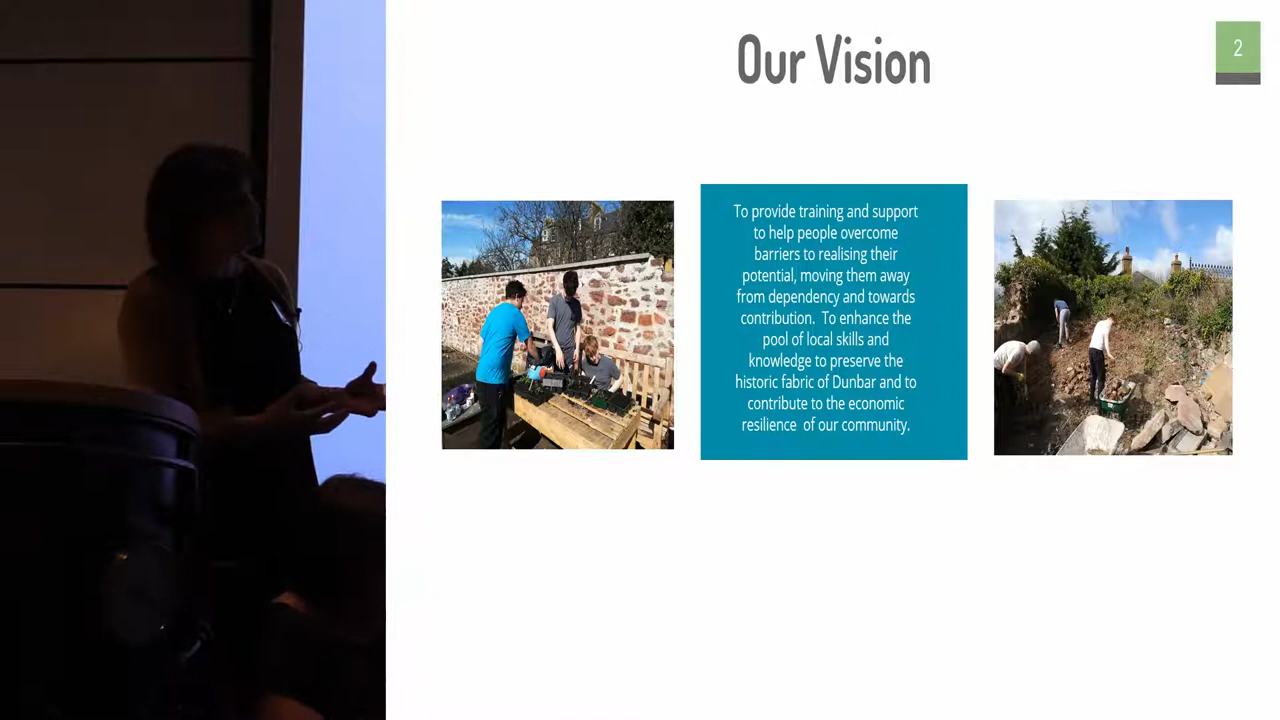 Our Vision
2
To provide training and support
to help people overcome
barriers to realising their
potential, moving them away
from dependency and towards
contribution.  To enhance the
pool of local skills and
knowledge to preserve the
historic fabric of Dunbar and to
contribute to the economic
resilience  of our community.